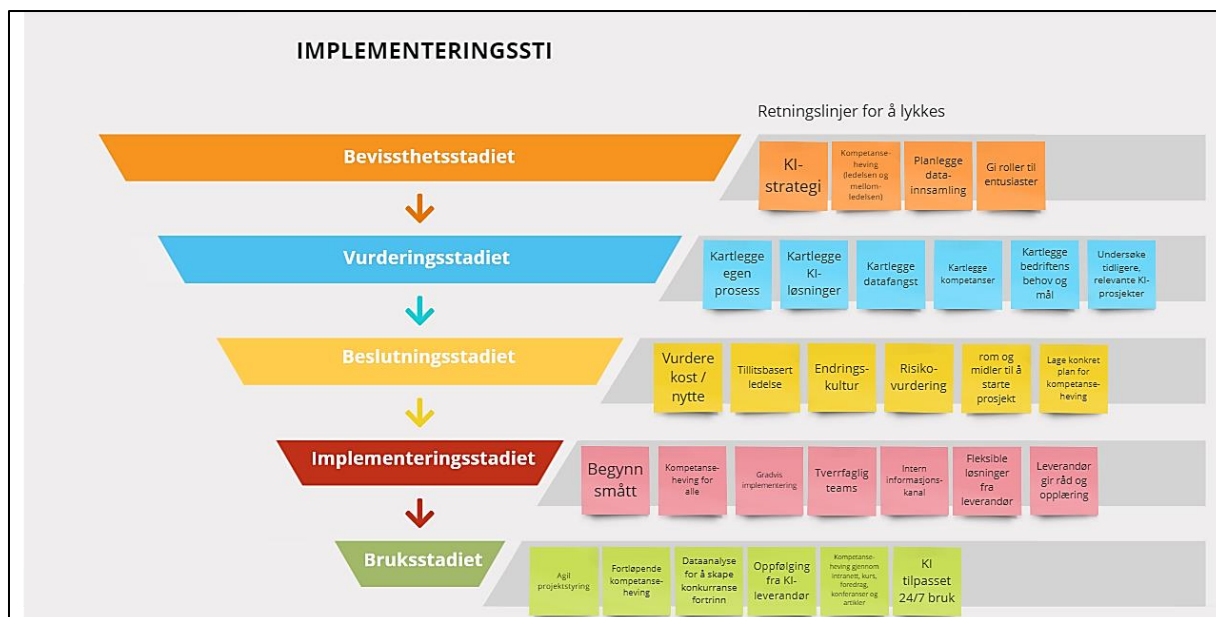 IMPLEMENTERINGSSTI
Retningslinjer for å lykkes
Bevissthetsstadiet
KI-
strategi
Kompetanse-
heving
(ledelsen og
mellom-
ledelsen)
Planlegge
data-
innsamling
Gi roller til
entusiaster
Vurderingsstadiet
Kartlegge
egen
prosess
Kartlegge
KI-
løsninger
Kartlegge
datafangst
Kartlegge
kompetanser
Kartlegge
bedriftens
behov og
mål
Undersøke
tidligere,
relevante KI-
prosjekter
Beslutningsstadiet
Vurdere
kost /
nytte
Tillitsbasert
ledelse
Endrings-
kultur
Risiko-
vurdering
rom og
midler til å
starte
prosjekt
Lage konkret
plan for
kompetanse-
heving
Implementeringsstadiet
Begynn
smått
Kompetanse-
heving for
alle
Gradvis
implementering
Tverrfaglig
teams
Intern
informasjons-
kanal
Fleksible
løsninger
fra
leverandør
Leverandør
gir råd og
opplæring
Bruksstadiet
Agil
projektstyring
Fortløpende
kompetanse-
heving
Dataanalyse
for å skape
konkurranse
fortrinn
Oppfølging
fra KI-
leverandør
Kompetanse-
heving gjennom
intranett, kurs,
foredrag,
konferanser og
artikler
KI
tilpasset
24/7 bruk